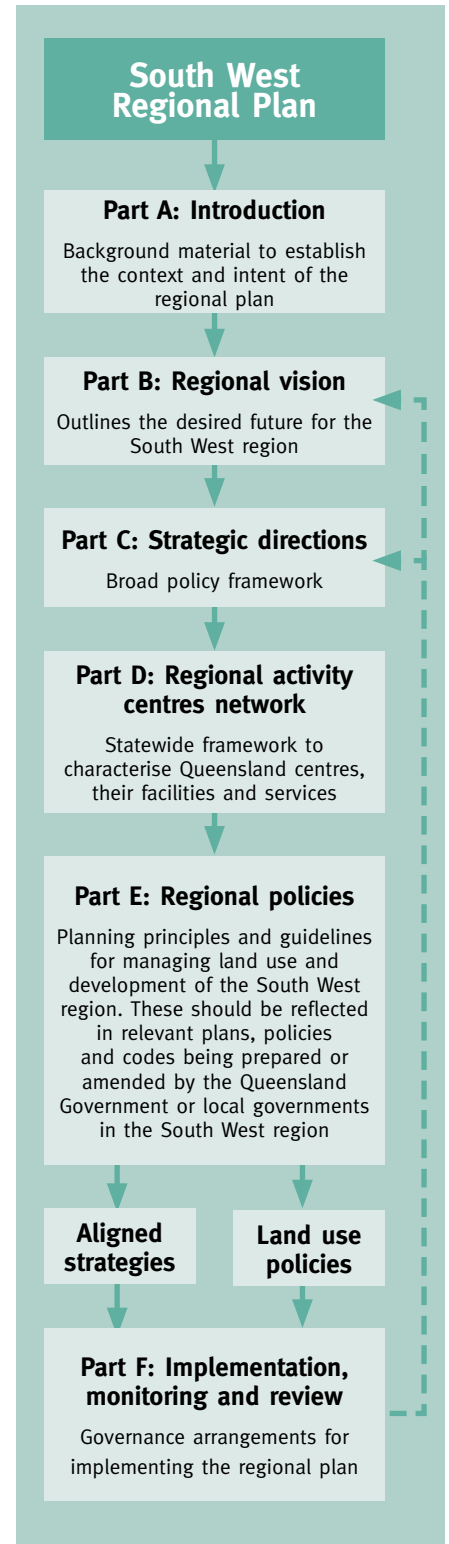 South West
Regional Plan
Part A: Introduction
Background material to establish
the context and intent of the
regional plan
Part B: Regional vision
Outlines the desired future for the
South West region
Part C: Strategic directions
Broad policy framework
Part D: Regional activity
centres network
Statewide framework to
characterise Queensland centres,
their facilities and services
Part E: Regional policies
Planning principles and guidelines
for managing land use and
development of the South West
region. These should be reflected
in relevant plans, policies
and codes being prepared or
amended by the Queensland
Government or local governments
in the South West region
Aligned
strategies
Land use
policies
Part F: Implementation,
monitoring and review
Governance arrangements for
implementing the regional plan